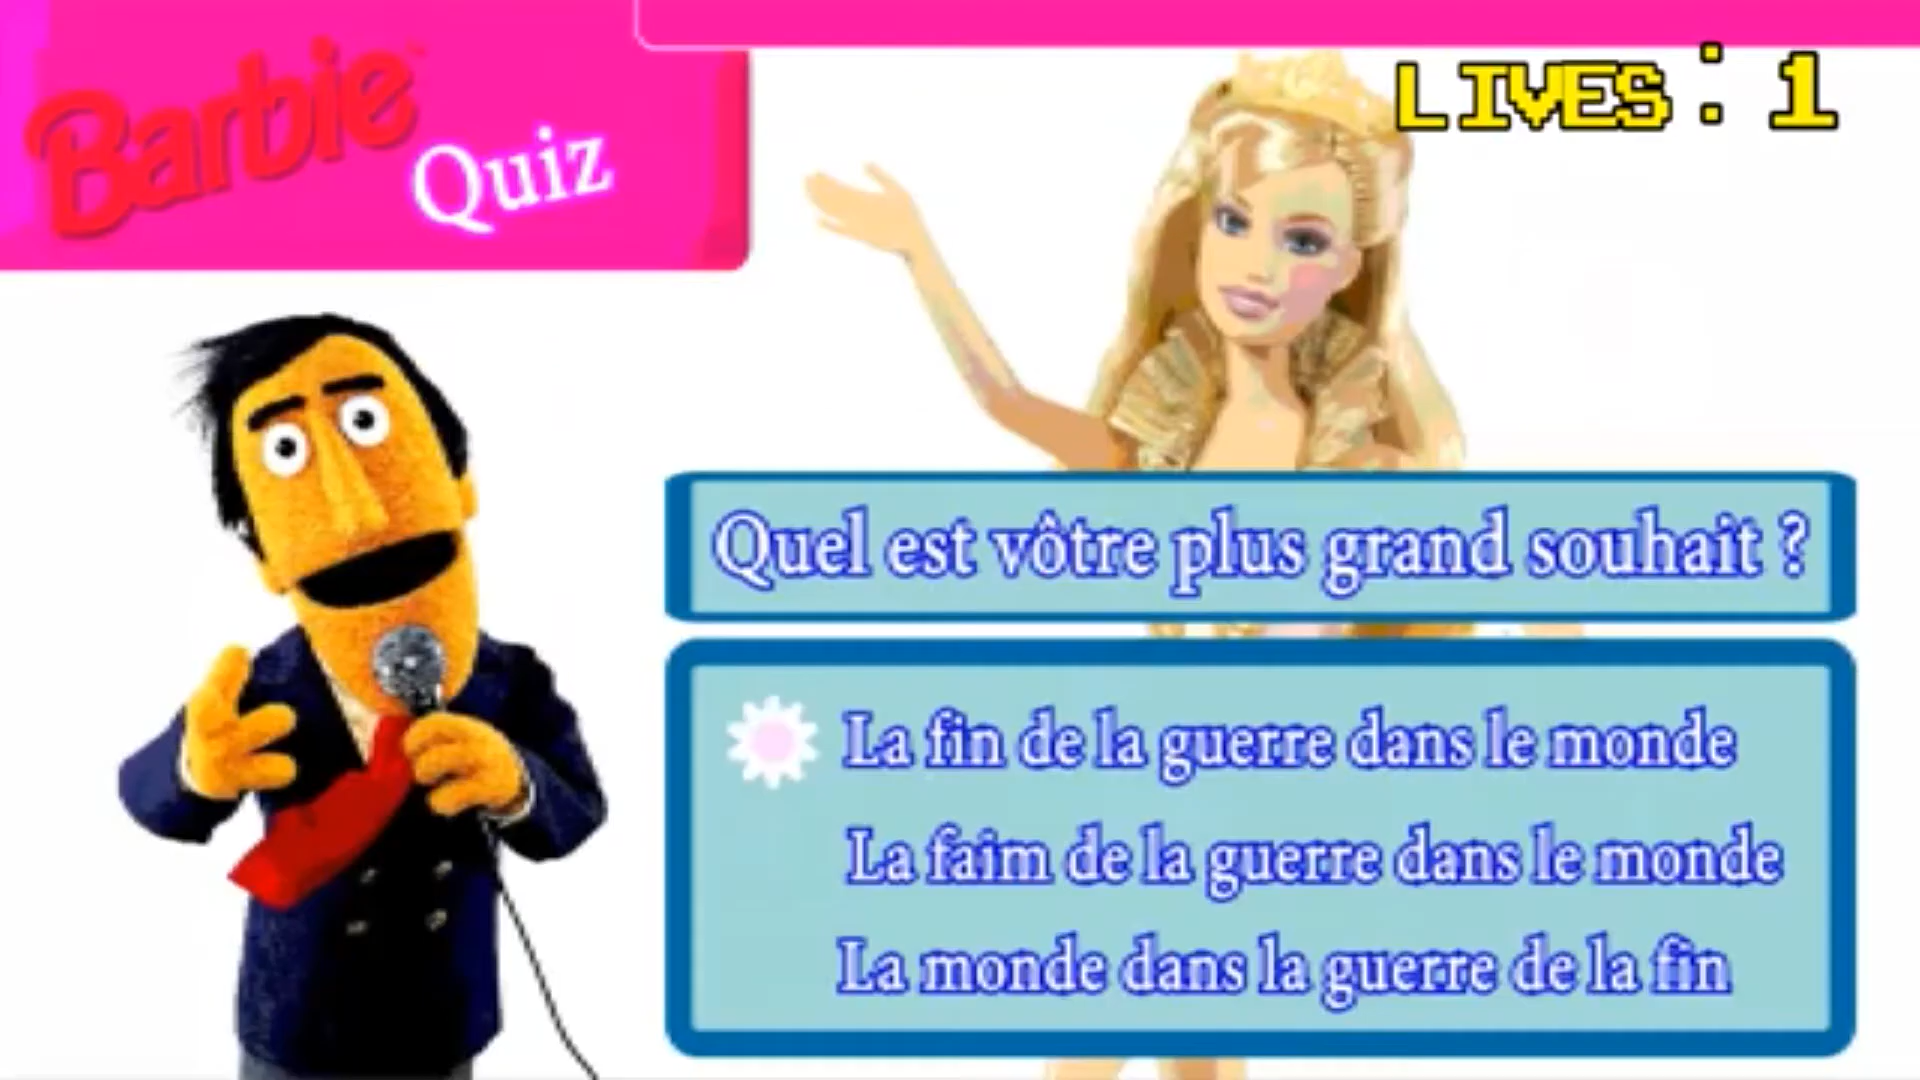 Barbie
Quiz
LIVES: 1
Quel est vôtre plus grand souhait ?
La fin de la guerre dans le monde
La faim de la guerre dans le monde
La monde dans la guerre de la fin